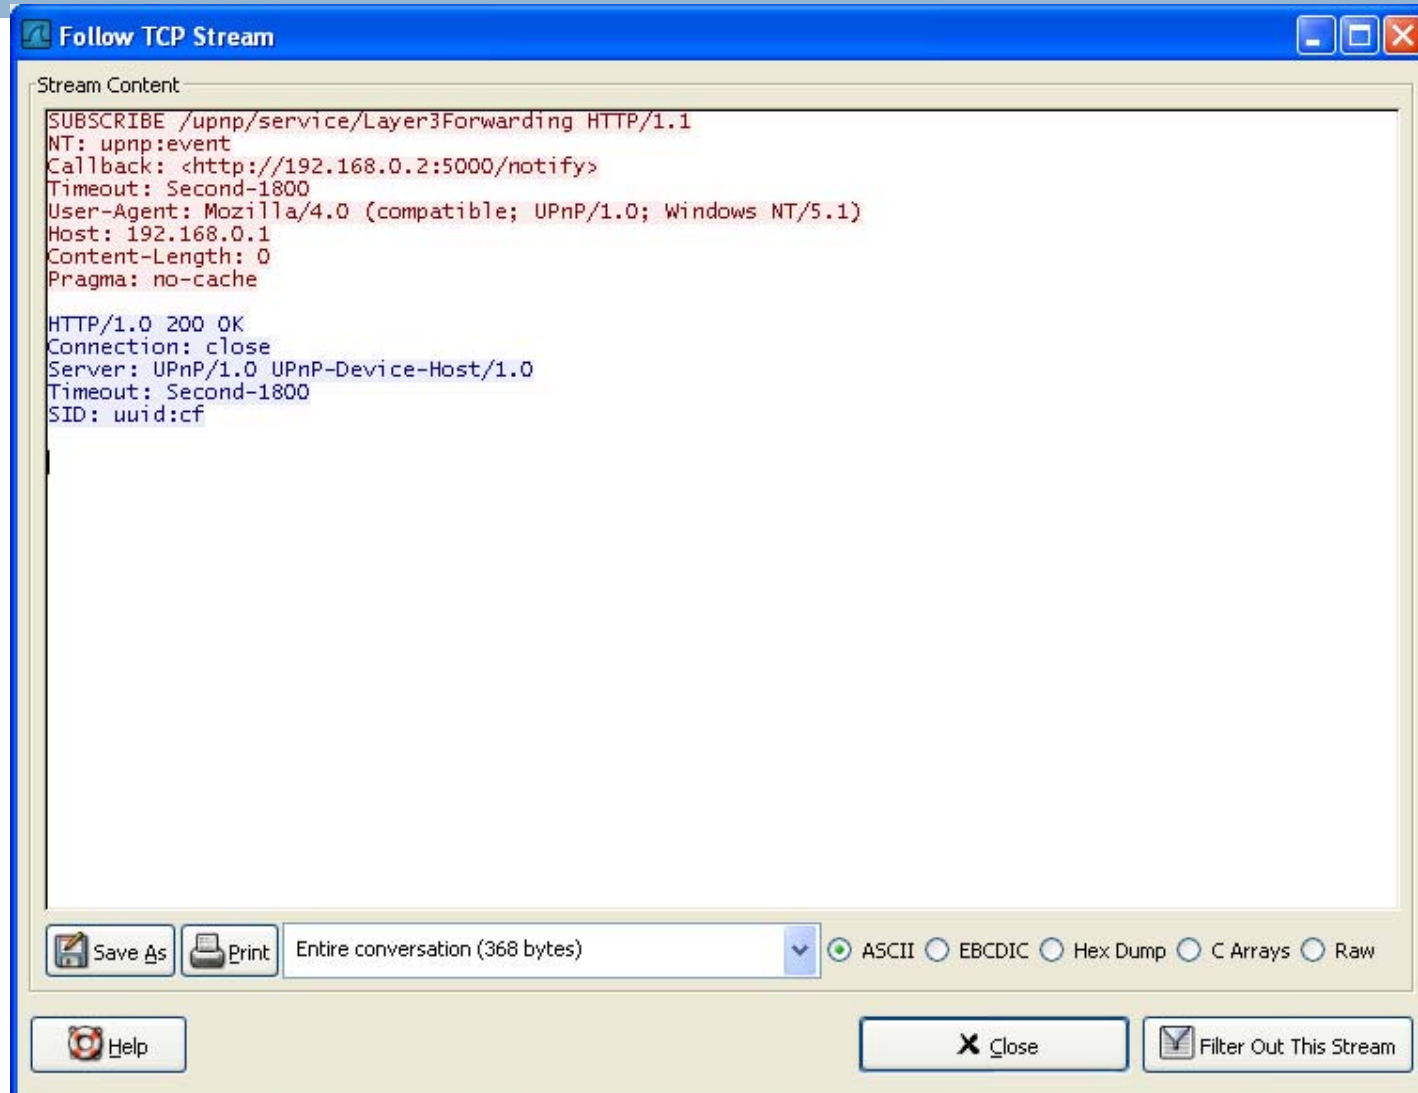 Follow TCP Stream
Stream Content
SUBSCRIBE /upnp/service/Layer3Forwarding HTTP/1.1
NT: upnp:event
Callback: <http://192.168.0.2:5000/notify>
Timeout: Second-1800
User-Agent: Mozilla/4.0 (compatible; UPnP/1.0; Windows NT/5.1)
Host: 192.168.0.1
Content-Length: 0
Pragma: no-cache
HTTP/1.0 200 OK
Connection: close
Server: UPnP/1.0 UPnP-Device-Host/1.0
Timeout: Second-1800
SID: uuid:cf
Save As Print Entire conversation (368 bytes) ASCII EBCDIC Hex Dump C Arrays Raw
Help Close Filter Out This Stream